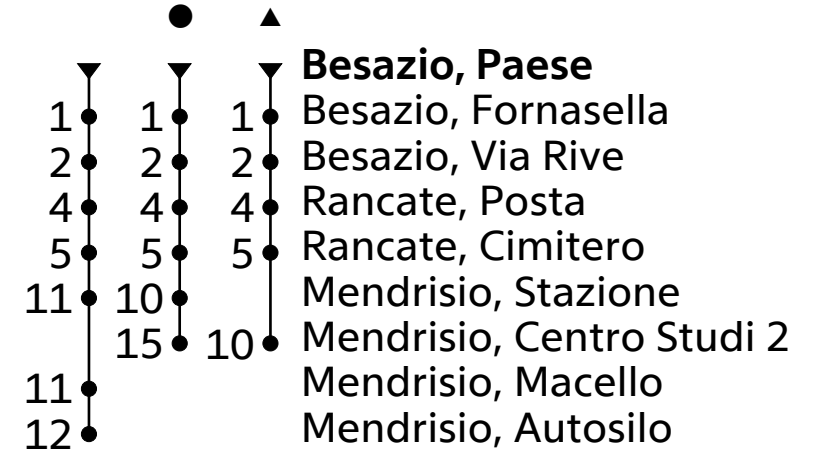 ● ▲
Besazio, Paese
1 1 1 Besazio, Fornasella
2 2 2 Besazio, Via Rive
4 4 4 Rancate, Posta
5 5 5 Rancate, Cimitero
11 10 Mendrisio, Stazione
15 10 Mendrisio, Centro Studi 2
11 Mendrisio, Macello
12 Mendrisio, Autosilo